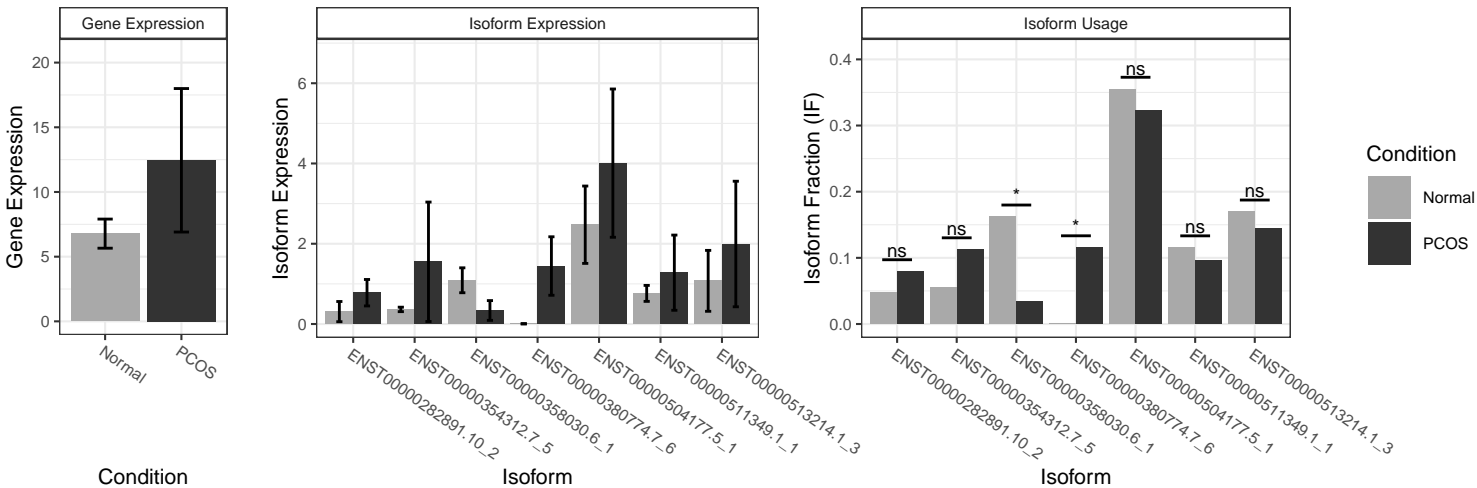 Gene Expression
Gene Expression
20
15
10
5
0
Normal
PCOS
Condition
Isoform Expression
Isoform Expression
6
4
2
0
ENST00000282891.10_2
ENST00000354312.7_5
ENST00000358030.6_1
ENST00000380774.7_6
ENST00000504177.5_1
ENST00000511349.1_1
ENST00000513214.1_3
Isoform
Isoform Usage
Isoform Fraction (IF)
0.4
0.3
0.2
0.1
0.0
ns
ns
*
*
ns
ns
ns
ENST00000282891.10_2
ENST00000354312.7_5
ENST00000358030.6_1
ENST00000380774.7_6
ENST00000504177.5_1
ENST00000511349.1_1
ENST00000513214.1_3
Isoform
Condition
Normal
PCOS